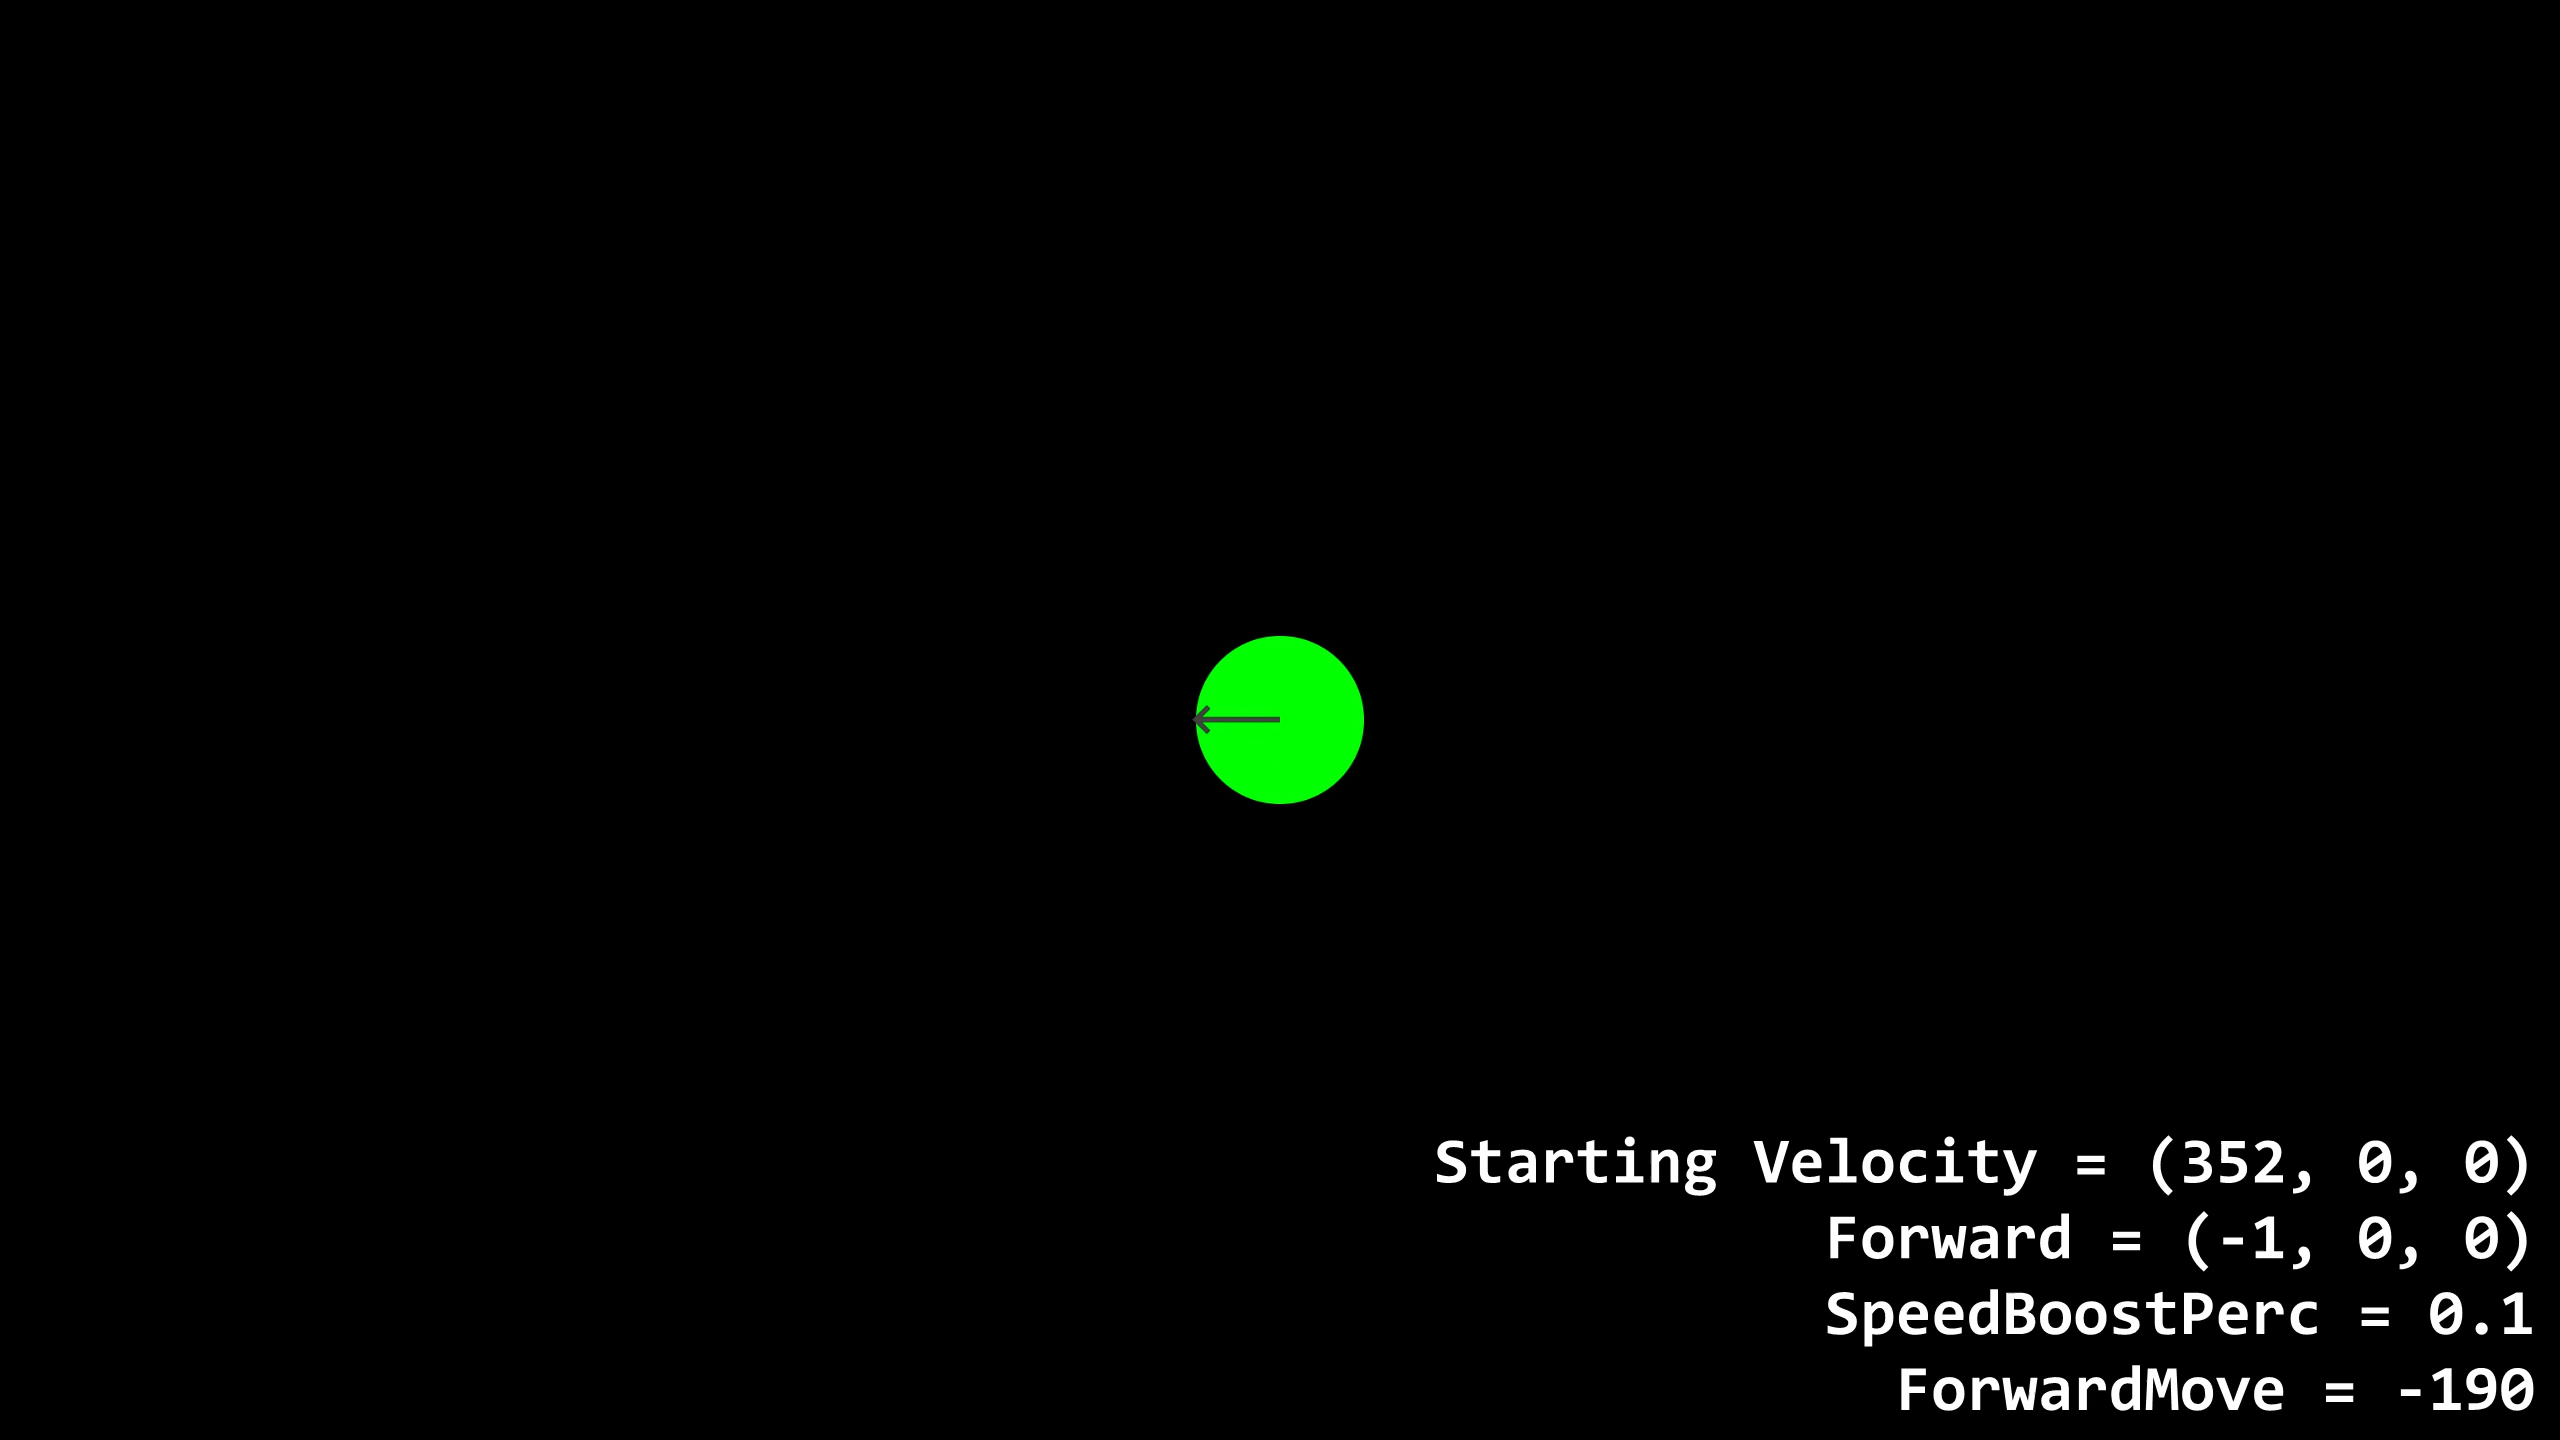 Starting Velocity = (352, 0, 0)
Forward = (-1, 0, 0)
SpeedBoostPerc = 0.1
ForwardMove = -190